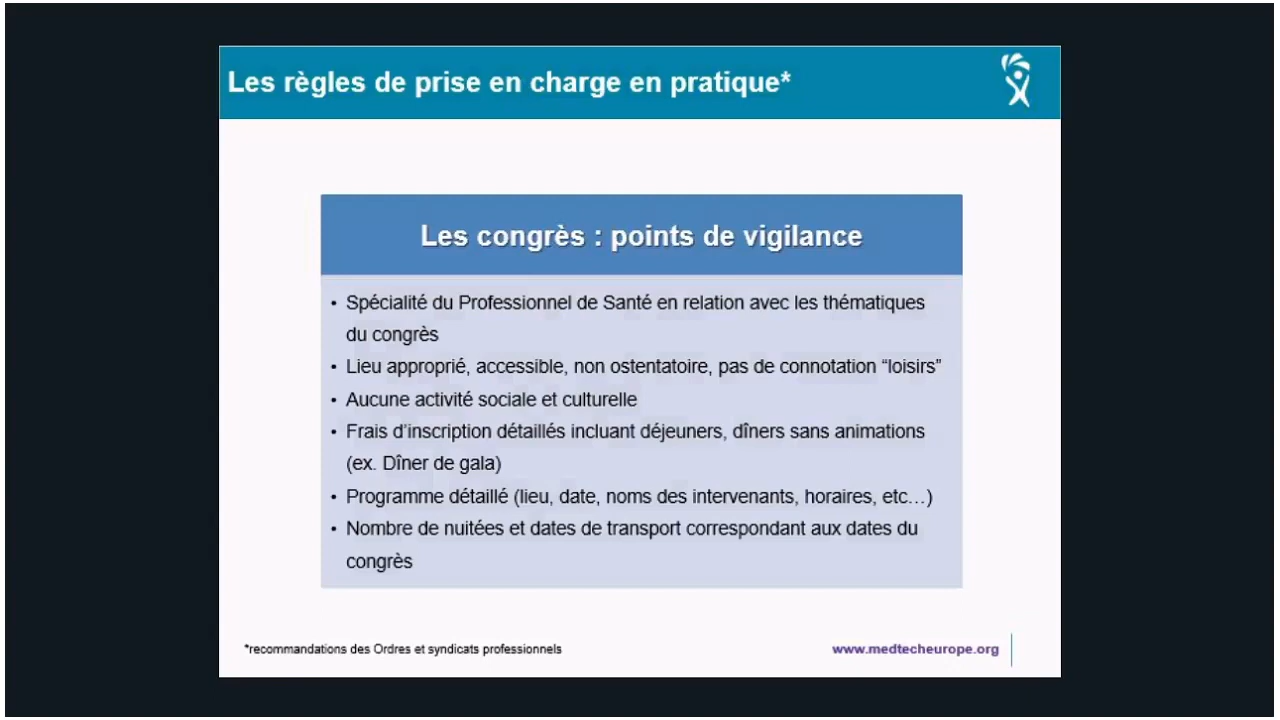 Les règles de prise en charge en pratique*
Les congrès : points de vigilance
• Spécialité du Professionnel de Santé en relation avec les thématiques
du congrès
• Lieu approprié, accessible, non ostentatoire, pas de connotation “loisirs”
• Aucune activité sociale et culturelle
• Frais d’inscription détaillés incluant déjeuners, dîners sans animations
(ex. Dîner de gala)
• Programme détaillé (lieu, date, noms des intervenants, horaires, etc…)
• Nombre de nuitées et dates de transport correspondant aux dates du
congrès
*recommandations des Ordres et syndicats professionnels
www.medtecheurope.org